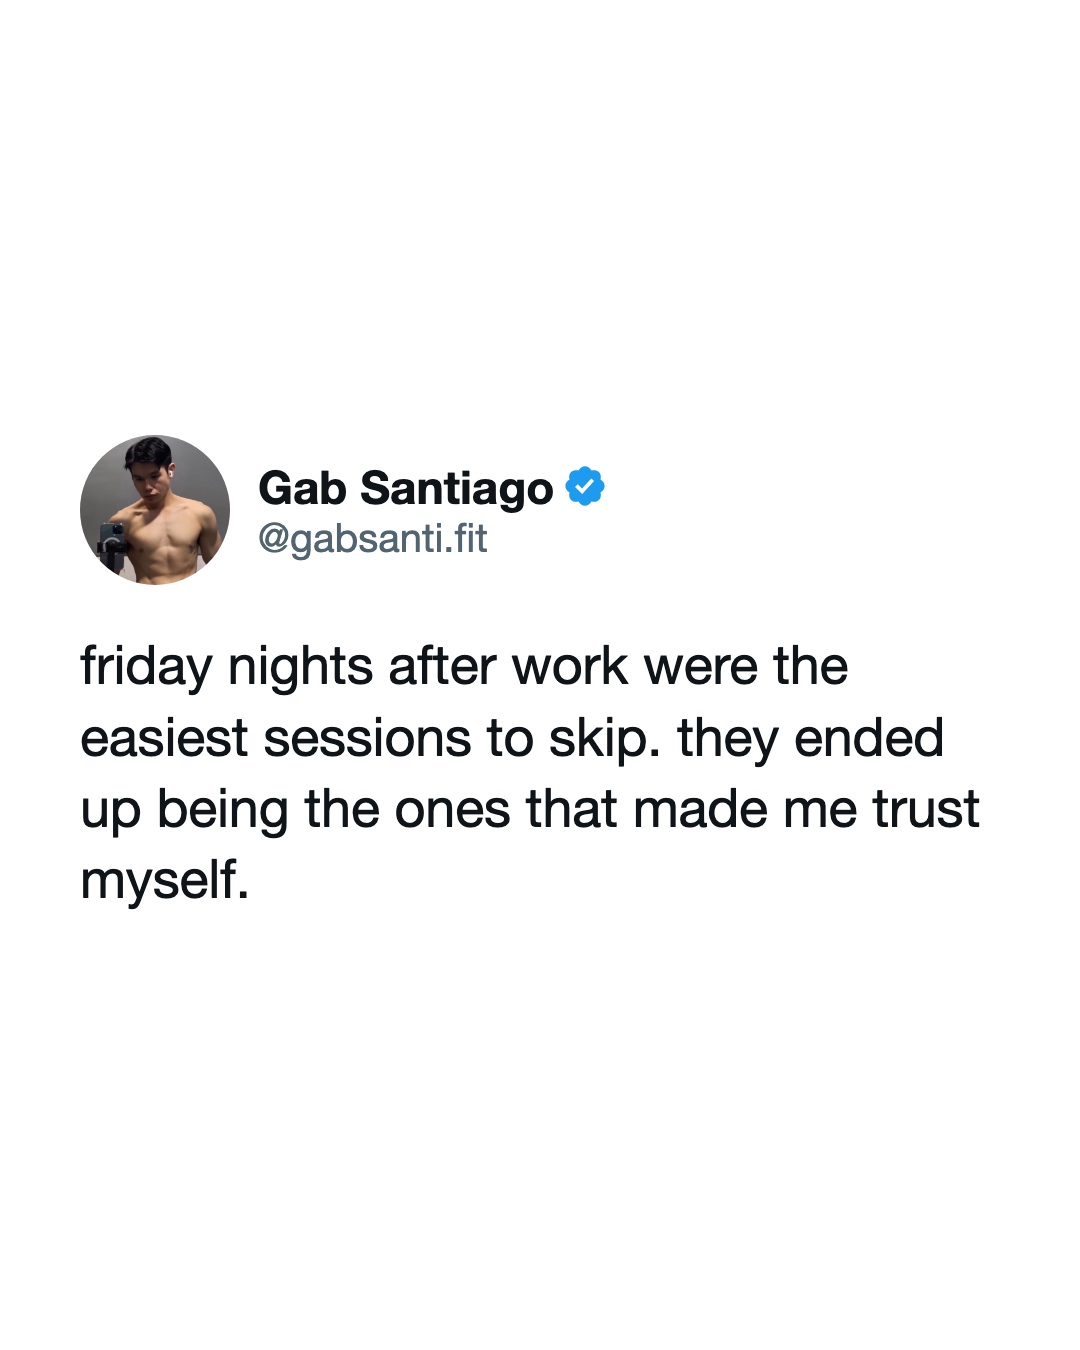 Gab Santiago
@gabsanti.fit
friday nights after work were the
easiest sessions to skip. they ended
up being the ones that made me trust
myself.